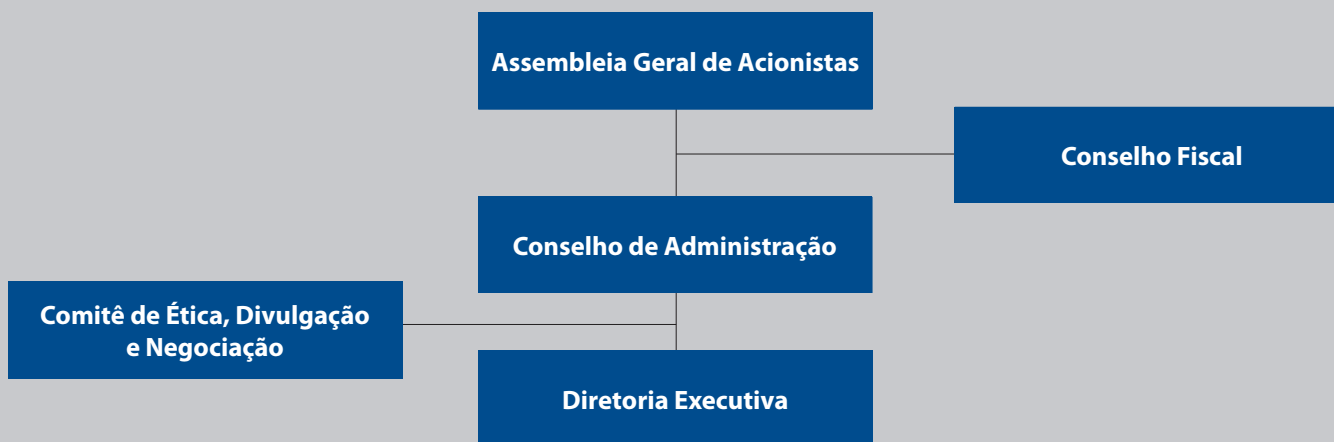 Assembleia Geral de Acionistas
Conselho Fiscal
Conselho de Administração
Comitê de Ética, Divulgação
e Negociação
Diretoria Executiva